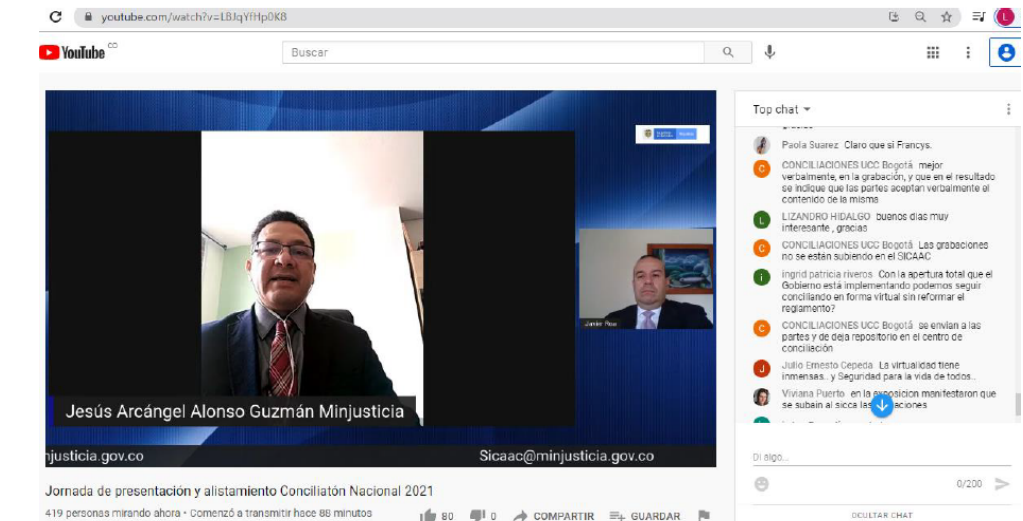 youtube.com/watch?v=L8JqYfHp0K8
YouTube CO
Buscar
Jesús Arcángel Alonso Guzmán Minjusticia
njusticia.gov.co
Sicaac@minjusticia.gov.co
Jornada de presentación y alistamiento Conciliatón Nacional 2021
419 personas mirando ahora • Comenzó a transmitir hace 88 minutos
80
0
COMPARTIR
GUARDAR
Top chat
Paola Suarez Claro que si Francys.
CONCILIACIONES UCC Bogotá mejor
verbalmente, en la grabación, y que en el resultado
se indique que las partes aceptan verbalmente el
contenido de la misma
LIZANDRO HIDALGO buenos dias muy
interesante , gracias
CONCILIACIONES UCC Bogotá Las grabaciones
no se están subiendo en el SICAAC
ingrid patricia riveros Con la apertura total que el
Gobierno está implementando podemos seguir
conciliando en forma virtual sin reformar el
reglamento?
CONCILIACIONES UCC Bogotá se envían a las
partes y de deja repositorio en el centro de
conciliación
Julio Ernesto Cepeda La virtualidad tiene
inmensas.. y Seguridad para la vida de todos..
Viviana Puerto en la exposicion manifestaron que
se subain al sicca las
Di algo...
0/200
OCULTAR CHAT